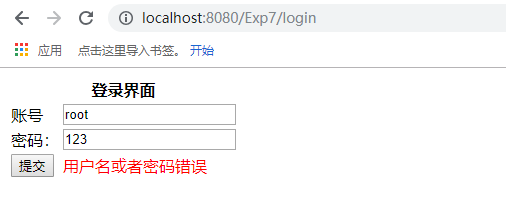 localhost:8080/Exp7/login
应用 点击这里导入书签。 开始
登录界面
账号 root
密码： 123
提交 用户名或者密码错误